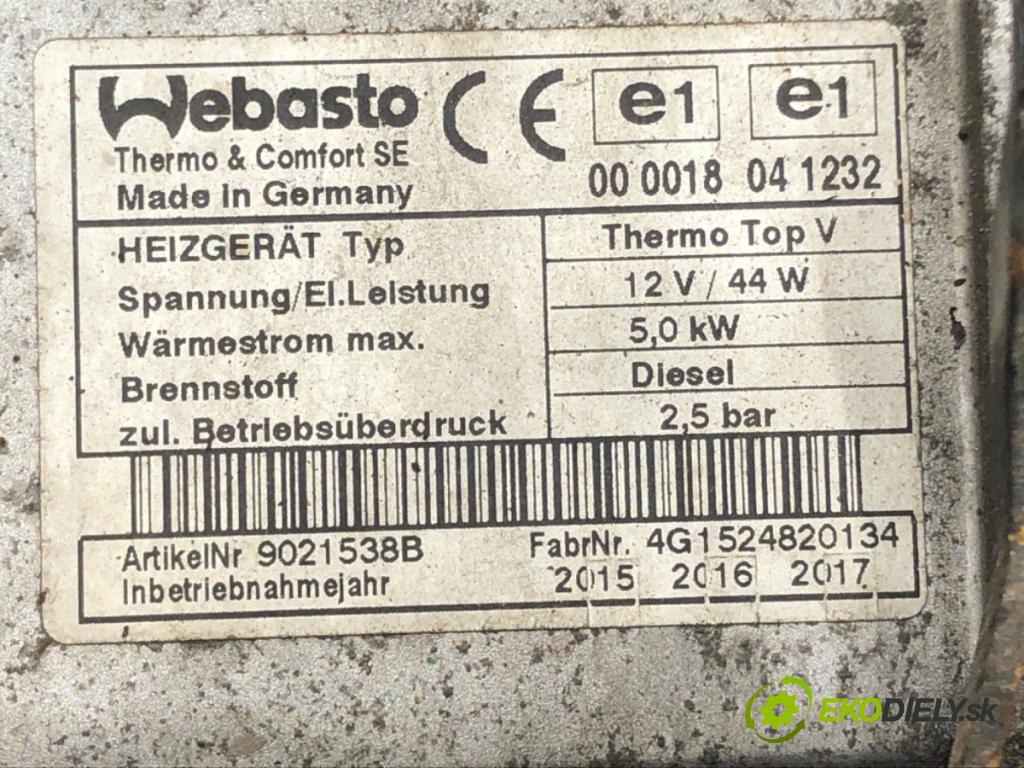 Webasto CE e1 e1
Thermo & Comfort SE
Made in Germany 00 0018 04 1232
HEIZGERÄT Typ Thermo Top V
Spannung/El.Leistung 12 V / 44 W
Wärmestrom max. 5,0 kW
Brennstoff Diesel
zul. Betriebsüberdruck 2,5 bar
ArtikelNr 9021538B FabrNr. 4G1524820134
Inbetriebnahmejahr 2015 2016 2017
EKODIELY.sk